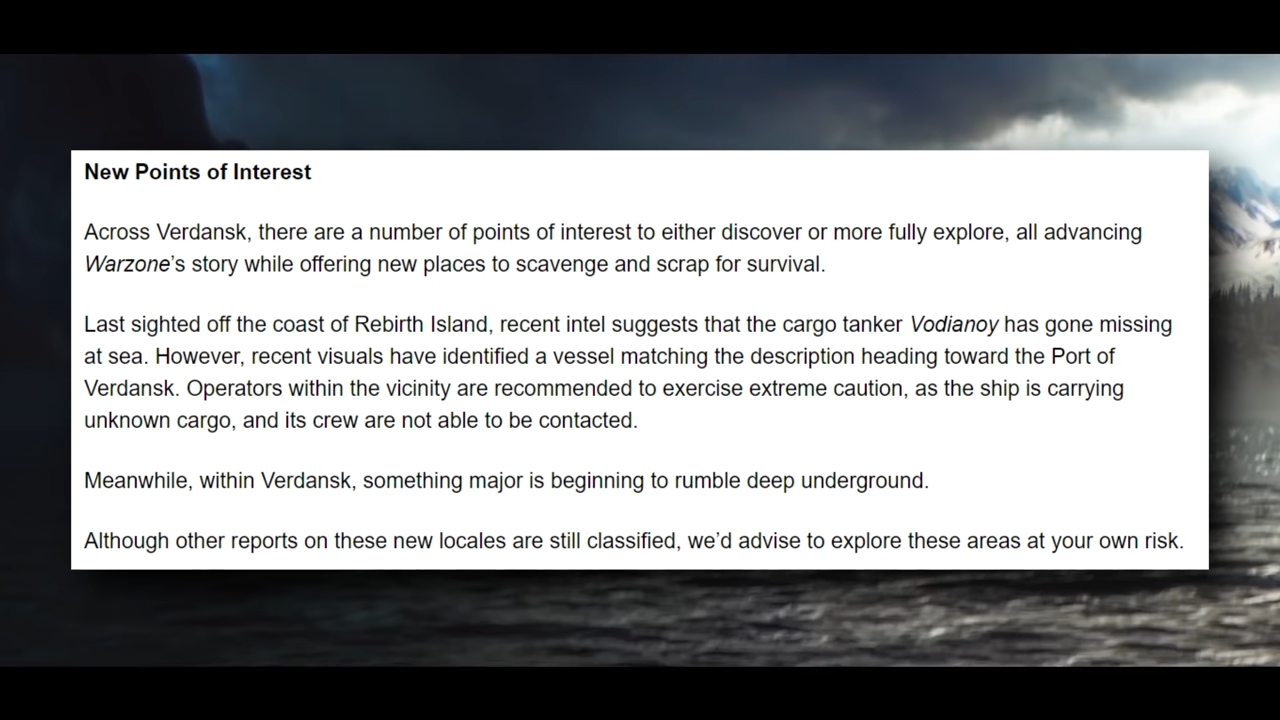 New Points of Interest
Across Verdansk, there are a number of points of interest to either discover or more fully explore, all advancing
Warzone’s story while offering new places to scavenge and scrap for survival.
Last sighted off the coast of Rebirth Island, recent intel suggests that the cargo tanker Vodianoy has gone missing
at sea. However, recent visuals have identified a vessel matching the description heading toward the Port of
Verdansk. Operators within the vicinity are recommended to exercise extreme caution, as the ship is carrying
unknown cargo, and its crew are not able to be contacted.
Meanwhile, within Verdansk, something major is beginning to rumble deep underground.
Although other reports on these new locales are still classified, we’d advise to explore these areas at your own risk.